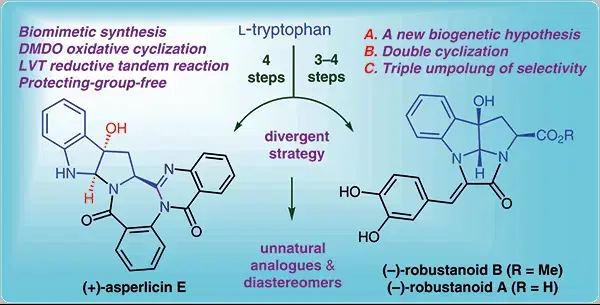 Biomimetic synthesis
DMDO oxidative cyclization
LVT reductive tandem reaction
Protecting-group-free
L-tryptophan
4 steps
3–4 steps
A. A new biogenetic hypothesis
B. Double cyclization
C. Triple umpolung of selectivity
divergent
strategy
unnatural
analogues &
diastereomers
OH
HN
H
N
N
N
O
O
(+)-asperlicin E
OH
CO2R
N
H
N
HO
HO
O
(–)-robustanoid B (R = Me)
(–)-robustanoid A (R = H)